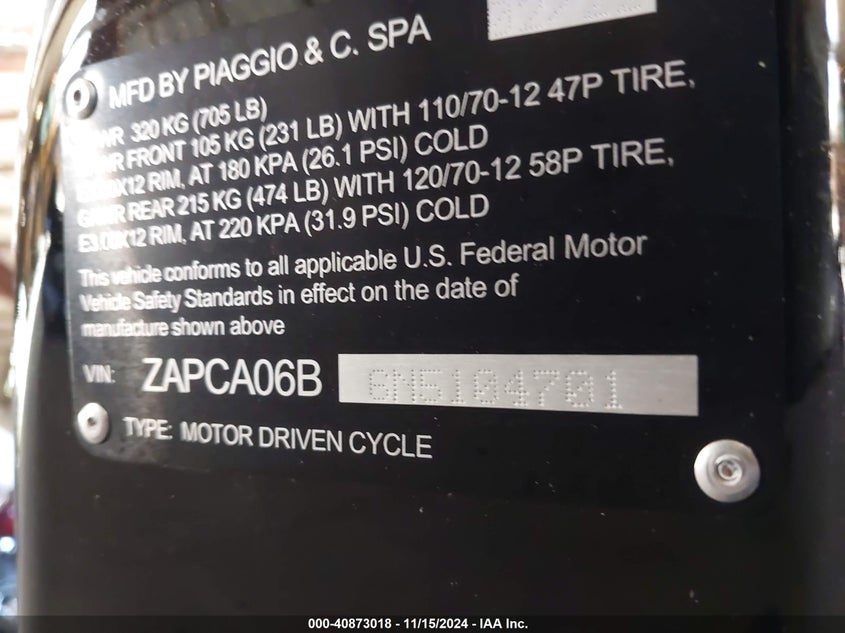 MFD BY PIAGGIO & C. SPA
320 KG (705 LB)
FRONT 105 KG (231 LB) WITH 110/70-12 47P TIRE,
RIM, AT 180 KPA (26.1 PSI) COLD
REAR 215 KG (474 LB) WITH 120/70-12 58P TIRE,
E3.00X12 RIM, AT 220 KPA (31.9 PSI) COLD
This vehicle conforms to all applicable U.S. Federal Motor
Vehicle Safety Standards in effect on the date of
manufacture shown above
VIN: ZAPCA06B 6N5104701
TYPE: MOTOR DRIVEN CYCLE
000-40873018 - 11/15/2024 - IAA Inc.